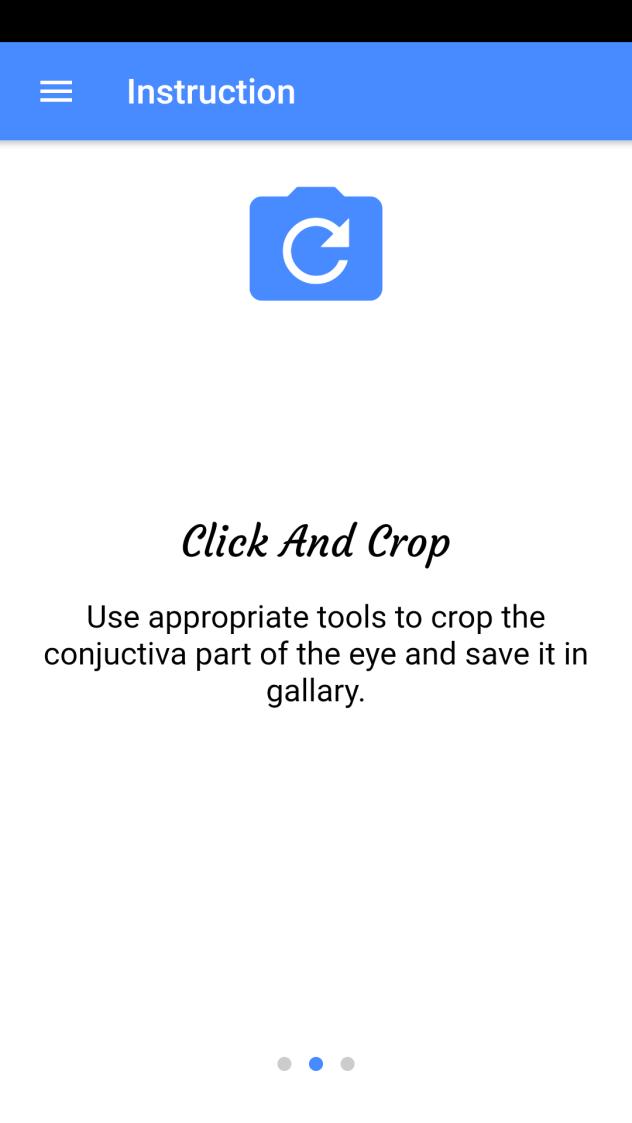 Instruction
Click And Crop
Use appropriate tools to crop the
conjuctiva part of the eye and save it in
gallary.